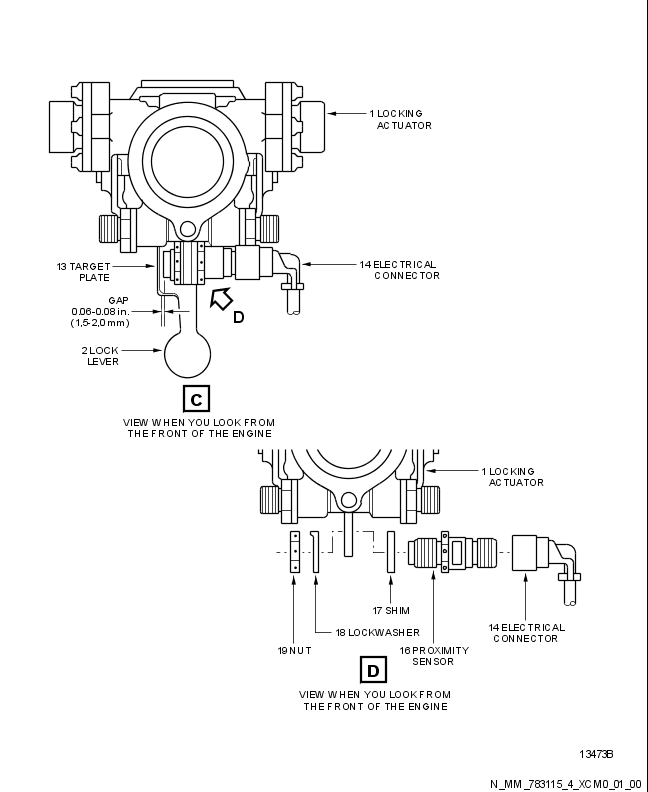 1 LOCKING
ACTUATOR
13 TARGET
PLATE
14 ELECTRICAL
CONNECTOR
GAP
0.06-0.08 in.
(1,5-2,0 mm)
D
2 LOCK
LEVER
C
VIEW WHEN YOU LOOK FROM
THE FRONT OF THE ENGINE
1 LOCKING
ACTUATOR
17 SHIM
18 LOCKWASHER
14 ELECTRICAL
CONNECTOR
19 NUT
16 PROXIMITY
SENSOR
D
VIEW WHEN YOU LOOK FROM
THE FRONT OF THE ENGINE
13473B
N_MM_783115_4_XCM0_01_00